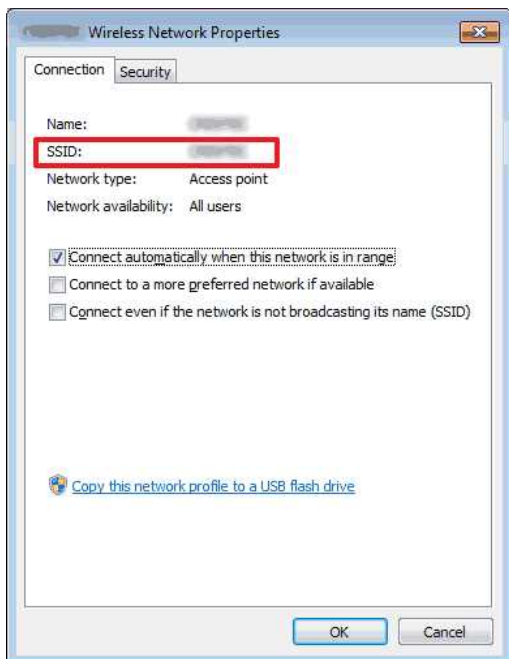 Wireless Network Properties
Connection Security
Name:
SSID:
Network type: Access point
Network availability: All users
Connect automatically when this network is in range
Connect to a more preferred network if available
Connect even if the network is not broadcasting its name (SSID)
Copy this network profile to a USB flash drive
OK Cancel